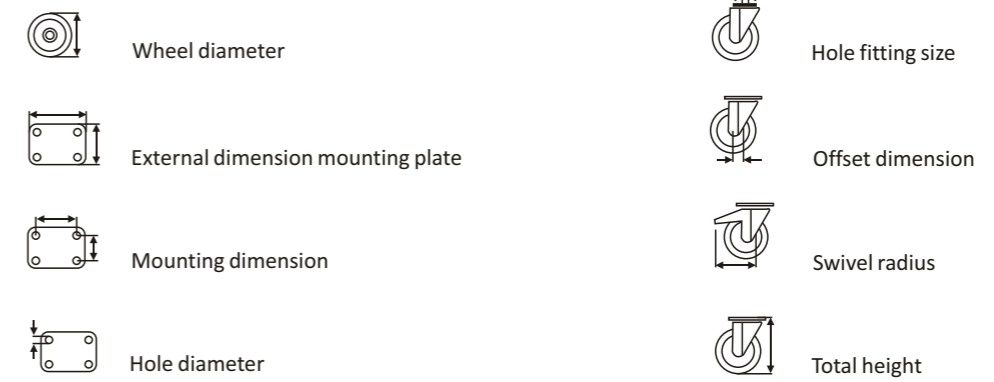 Wheel diameter
External dimension mounting plate
Mounting dimension
Hole diameter
Hole fitting size
Offset dimension
Swivel radius
Total height